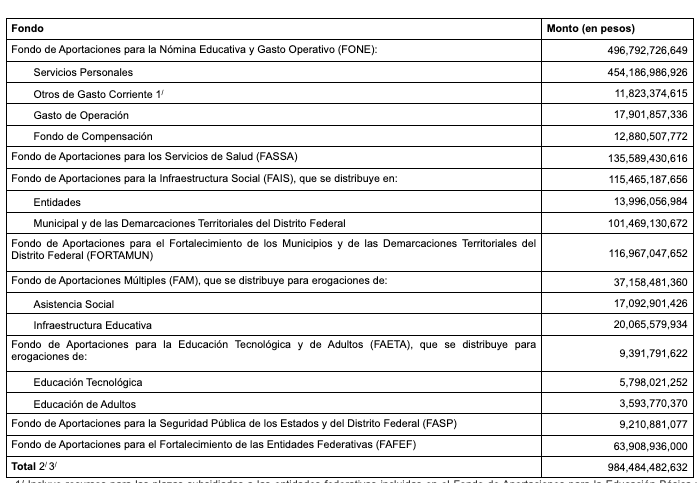 Fondo Monto (en pesos)
Fondo de Aportaciones para la Nómina Educativa y Gasto Operativo (FONE): 496,792,726,649
Servicios Personales 454,186,986,926
Otros de Gasto Corriente 1/ 11,823,374,615
Gasto de Operación 17,901,857,336
Fondo de Compensación 12,880,507,772
Fondo de Aportaciones para los Servicios de Salud (FASSA) 135,589,430,616
Fondo de Aportaciones para la Infraestructura Social (FAIS), que se distribuye en: 115,465,187,656
Entidades 13,996,056,984
Municipal y de las Demarcaciones Territoriales del Distrito Federal 101,469,130,672
Fondo de Aportaciones para el Fortalecimiento de los Municipios y de las Demarcaciones Territoriales del
Distrito Federal (FORTAMUN) 116,967,047,652
Fondo de Aportaciones Múltiples (FAM), que se distribuye para erogaciones de: 37,158,481,360
Asistencia Social 17,092,901,426
Infraestructura Educativa 20,065,579,934
Fondo de Aportaciones para la Educación Tecnológica y de Adultos (FAETA), que se distribuye para
erogaciones de: 9,391,791,622
Educación Tecnológica 5,798,021,252
Educación de Adultos 3,593,770,370
Fondo de Aportaciones para la Seguridad Pública de los Estados y del Distrito Federal (FASP) 9,210,881,077
Fondo de Aportaciones para el Fortalecimiento de las Entidades Federativas (FAFEF) 63,908,936,000
Total 2/ 3/ 984,484,482,632